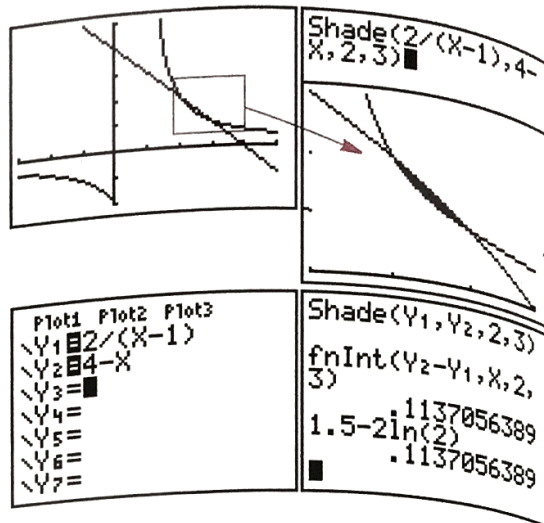 Shade(2/(X-1),4-
X,2,3)
Plot1 Plot2 Plot3
\Y₁=2/(X-1)
\Y₂=4-X
\Y₃=
\Y₄=
\Y₅=
\Y₆=
\Y₇=
Shade(Y₁,Y₂,2,3)
fnInt(Y₂-Y₁,X,2,
3)
.1137056389
1.5-2ln(2)
.1137056389